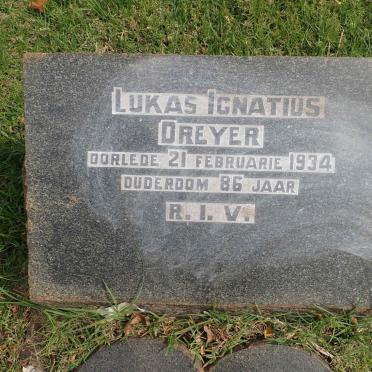 LUKAS IGNATIUS
DREYER
OORLEDE 21 FEBRUARIE 1934
OUDERDOM 86 JAAR
R. I. V.